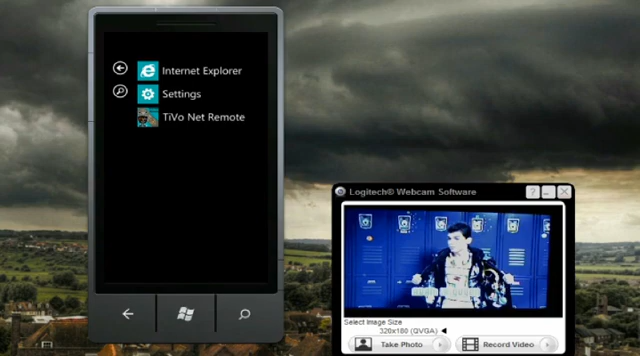 Internet Explorer
Settings
TiVo Net Remote
Logitech® Webcam Software
Select Image Size
320x180 (QVGA)
Take Photo
Record Video